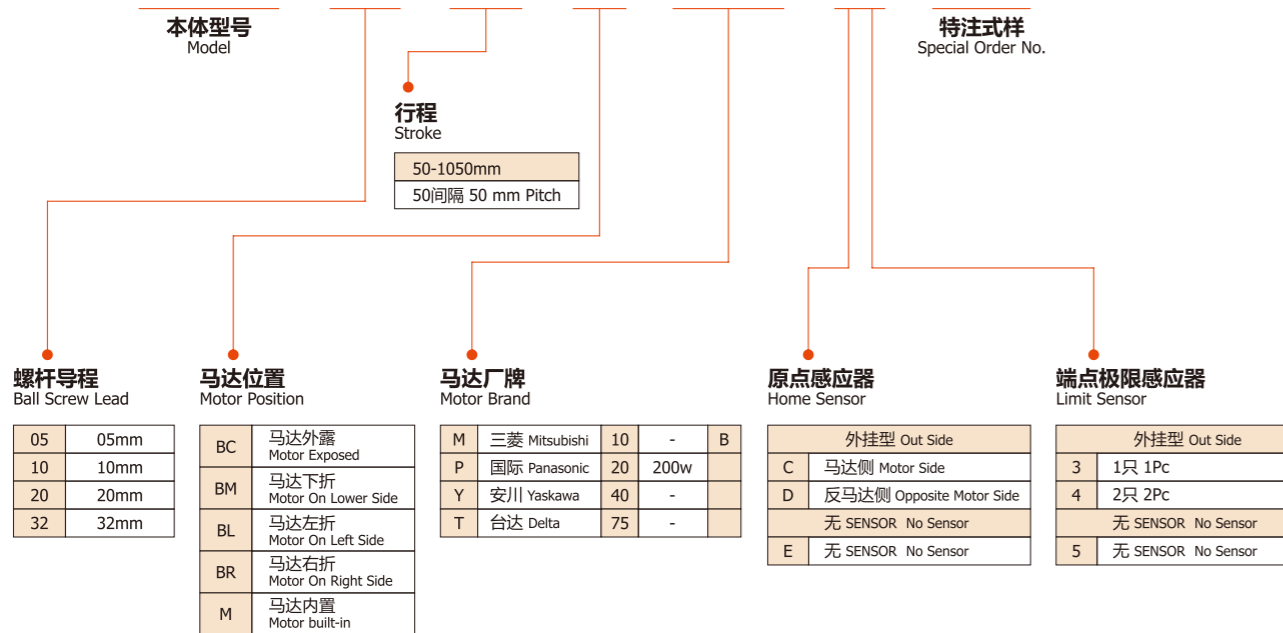 本体型号
Model
特注式样
Special Order No.
行程
Stroke
50-1050mm
50间隔 50 mm Pitch
螺杆导程
Ball Screw Lead
05 05mm
10 10mm
20 20mm
32 32mm
马达位置
Motor Position
BC 马达外露
Motor Exposed
BM 马达下折
Motor On Lower Side
BL 马达左折
Motor On Left Side
BR 马达右折
Motor On Right Side
M 马达内置
Motor built-in
马达厂牌
Motor Brand
M 三菱 Mitsubishi 10 - B
P 国际 Panasonic 20 200w
Y 安川 Yaskawa 40 -
T 台达 Delta 75 -
原点感应器
Home Sensor
外挂型 Out Side
C 马达侧 Motor Side
D 反马达侧 Opposite Motor Side
无 SENSOR No Sensor
E 无 SENSOR No Sensor
端点极限感应器
Limit Sensor
外挂型 Out Side
3 1只 1Pc
4 2只 2Pc
无 SENSOR No Sensor
5 无 SENSOR No Sensor